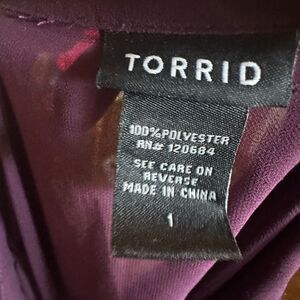 TORRID
100% POLYESTER
RN# 120684
SEE CARE ON
REVERSE
MADE IN CHINA
1